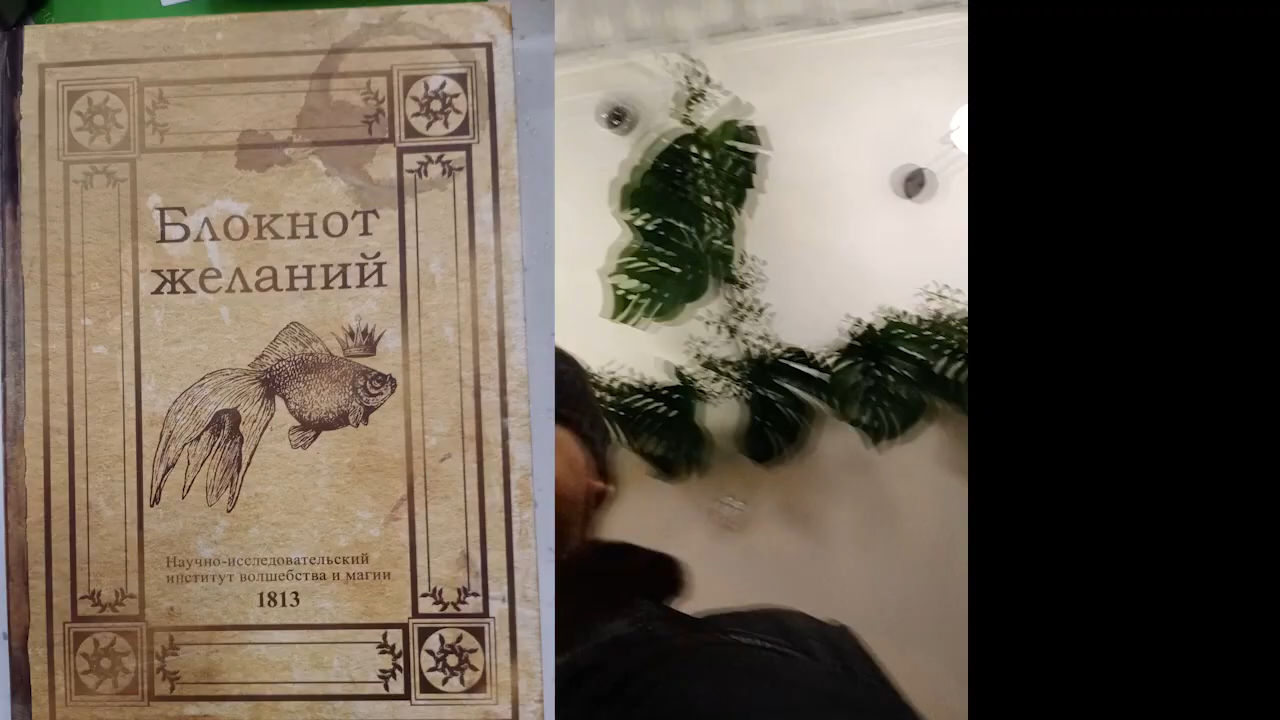 Блокнот
желаний
Научно-исследовательский
институт волшебства и магии
1813